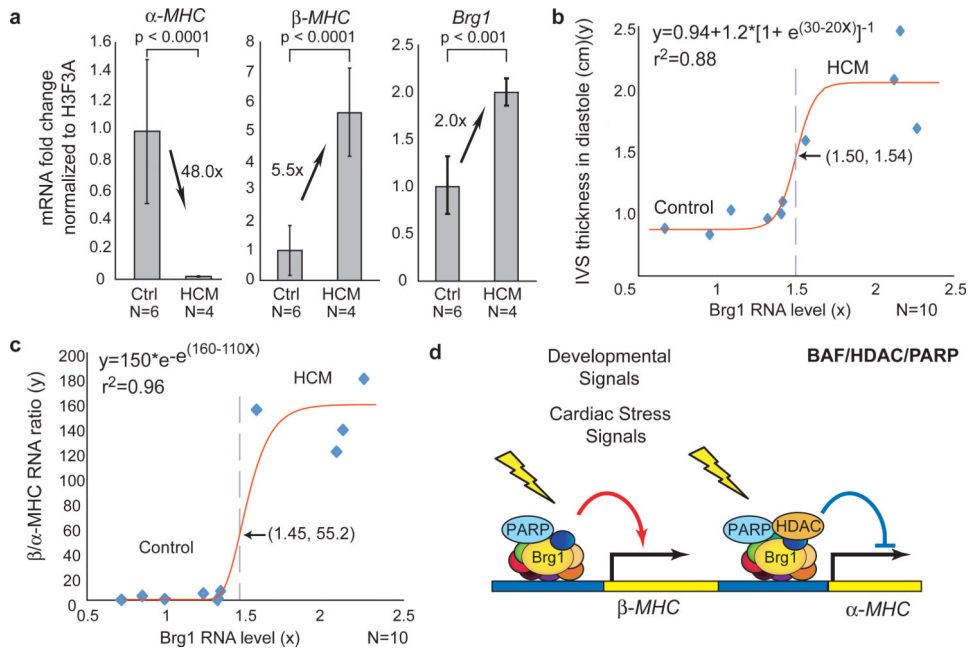 a
α-MHC
p < 0.0001
mRNA fold change
normalized to H3F3A
1.6
1.4
1.2
1.0
0.8
0.6
0.4
0.2
0
48.0x
Ctrl HCM
N=6 N=4
β-MHC
p < 0.0001
8
7
6
5
4
3
2
1
0
5.5x
Ctrl HCM
N=6 N=4
Brg1
p < 0.001
2.5
2.0
1.5
1.0
0.5
0
2.0x
Ctrl HCM
N=6 N=4
b
IVS thickness in diastole (cm)(y)
2.5
2.0
1.5
1.0
y=0.94+1.2*[1+ e^(30-20x)]^-1
r²=0.88
HCM
(1.50, 1.54)
Control
0.5 1 1.5 2 2.5
Brg1 RNA level (x) N=10
c
β/α-MHC RNA ratio (y)
200
180
160
140
120
100
80
60
40
20
0
y=150*e^-e^(160-110x)
r²=0.96
HCM
(1.45, 55.2)
Control
0.5 1 1.5 2 2.5
Brg1 RNA level (x) N=10
d
Developmental
Signals
BAF/HDAC/PARP
Cardiac Stress
Signals
PARP
Brg1
β-MHC
PARP HDAC
Brg1
α-MHC